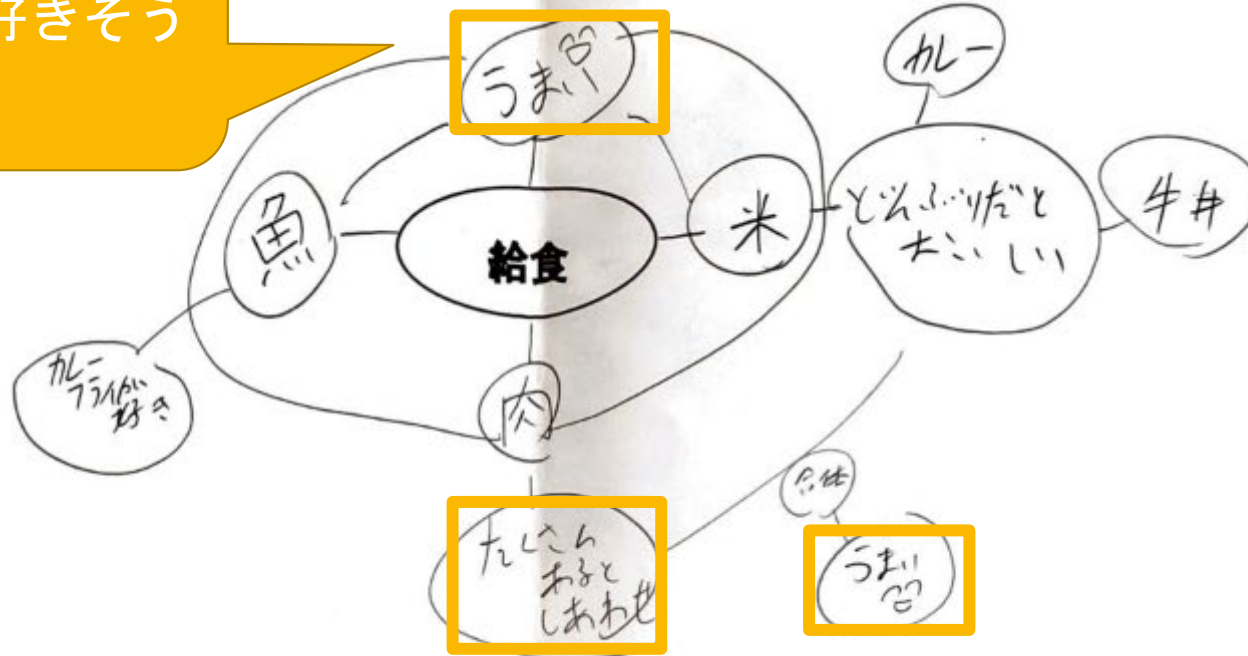 好きそう
うまい
カレー
魚
給食
米
どんぶりだと
おいしい
牛丼
カレー
フライが
好き
肉
合体
たくさん
あると
しあわせ
うまい